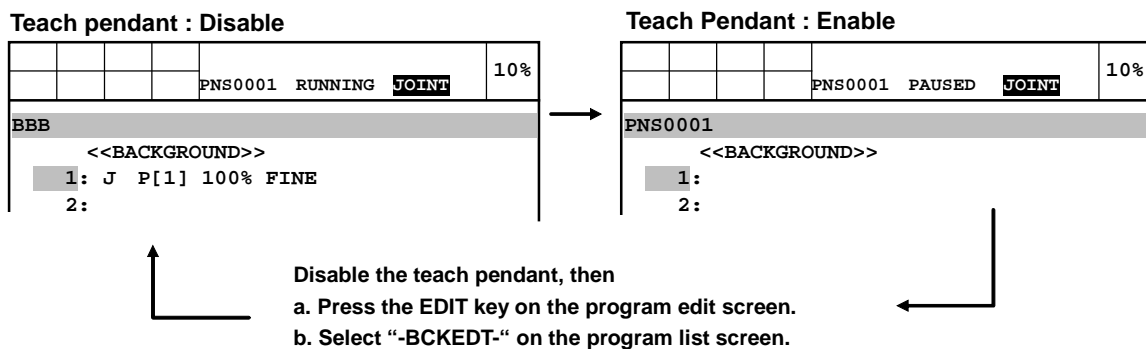 Teach pendant : Disable
PNS0001 RUNNING JOINT 10%
BBB
<<BACKGROUND>>
1: J P[1] 100% FINE
2:
Teach Pendant : Enable
PNS0001 PAUSED JOINT 10%
PNS0001
<<BACKGROUND>>
1:
2:
Disable the teach pendant, then
a. Press the EDIT key on the program edit screen.
b. Select “-BCKEDT-“ on the program list screen.